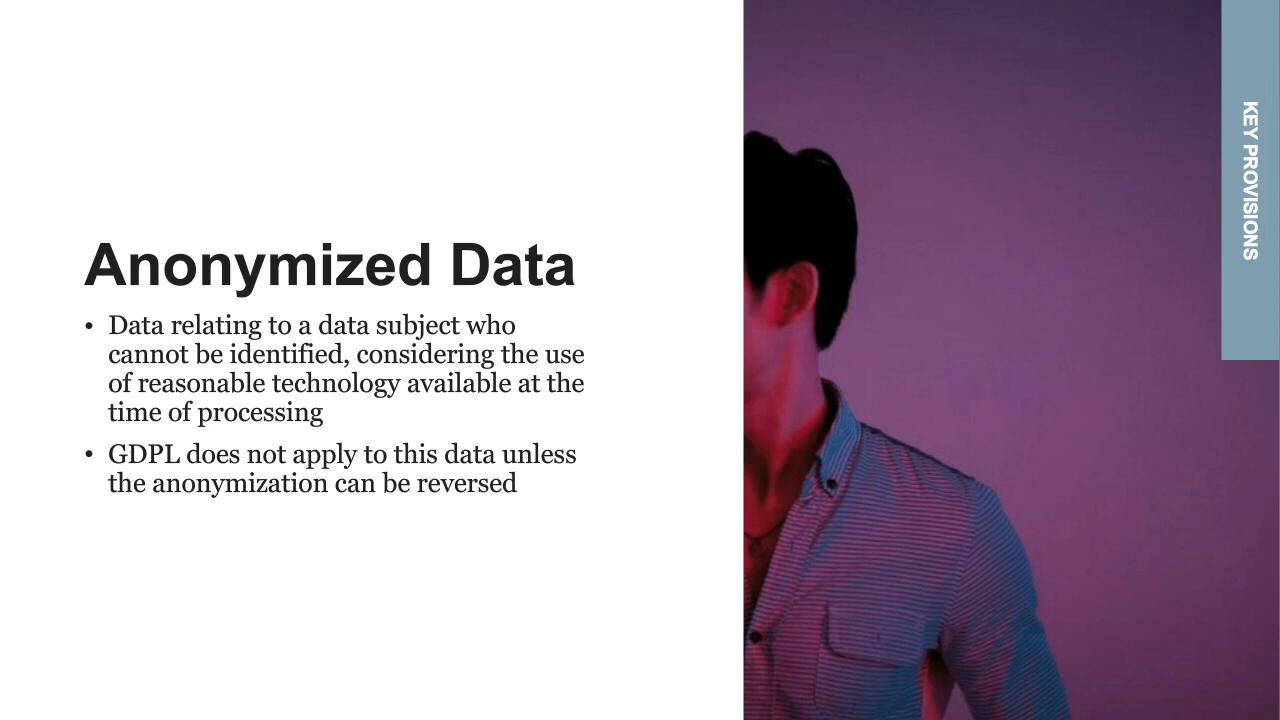 Anonymized Data
• Data relating to a data subject who
cannot be identified, considering the use
of reasonable technology available at the
time of processing
• GDPL does not apply to this data unless
the anonymization can be reversed
KEY PROVISIONS